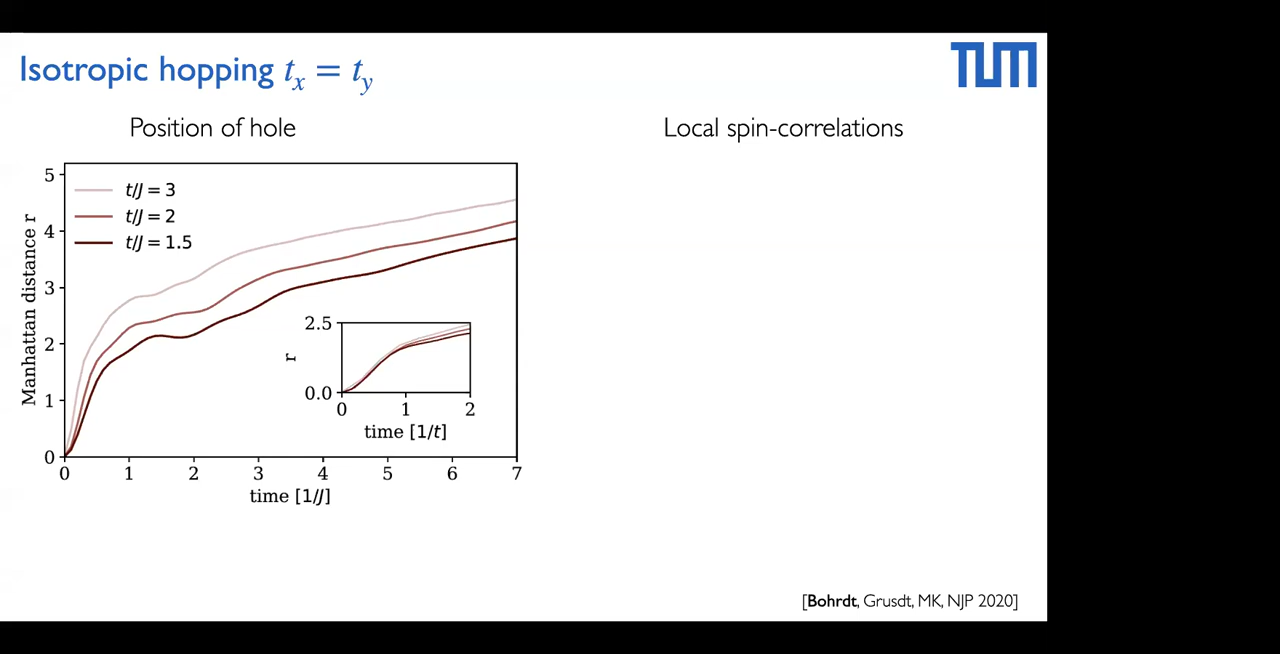 Isotropic hopping t_x = t_y
TUM
Position of hole
Local spin-correlations
Manhattan distance r
5
4
3
2
1
0
t/J = 3
t/J = 2
t/J = 1.5
2.5
0.0
r
0 1 2
time [1/t]
0 1 2 3 4 5 6 7
time [1/J]
[Bohrdt, Grusdt, MK, NJP 2020]